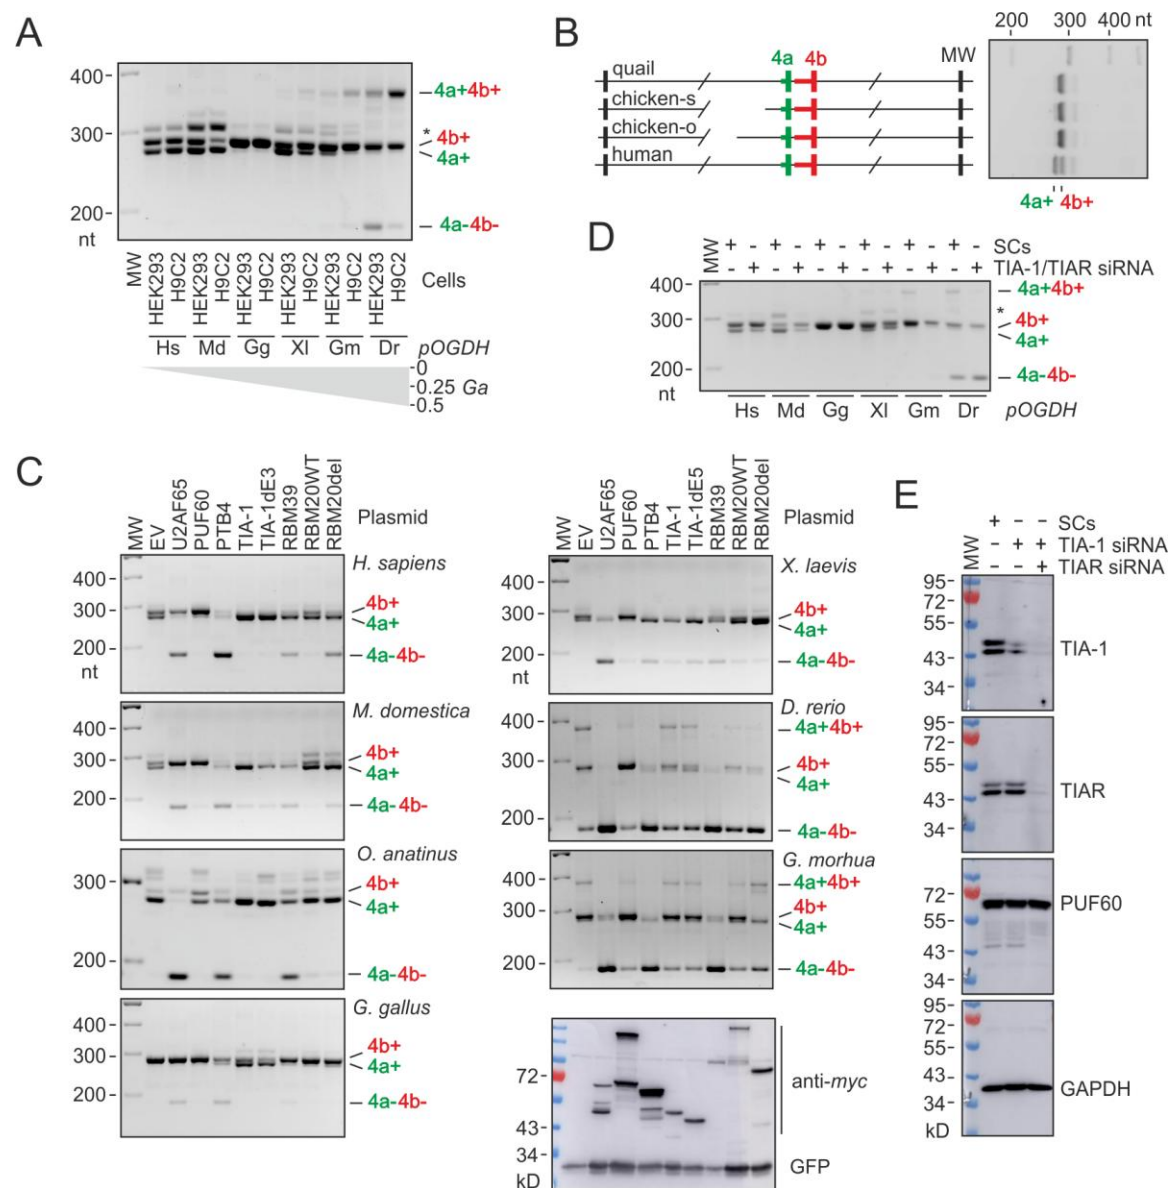 A
400-
300-
200-
nt
4a+4b+
*
4b+
4a+
4a-4b-
MW
HEK293
H9C2
HEK293
H9C2
HEK293
H9C2
HEK293
H9C2
HEK293
H9C2
HEK293
H9C2
Cells
Hs Md Gg Xl Gm Dr pOGDH
-0
-0.25 Ga
-0.5
B
4a 4b
quail
chicken-s
chicken-o
human
MW
200 300 400 nt
4a+ 4b+
D
MW
+ - + - + - + - + - + - SCs
- + - + - + - + - + - + TIA-1/TIAR siRNA
400-
300-
200-
nt
4a+4b+
*
4b+
4a+
4a-4b-
Hs Md Gg Xl Gm Dr pOGDH
C
MW
EV
U2AF65
PUF60
PTB4
TIA-1
TIA-1dE3
RBM39
RBM20WT
RBM20del
Plasmid
H. sapiens
400-
300-
200-
nt
4b+
4a+
4a-4b-
M. domestica
400-
300-
200-
4b+
4a+
4a-4b-
O. anatinus
300-
200-
4b+
4a+
4a-4b-
G. gallus
400-
300-
200-
4b+
4a+
4a-4b-
MW
EV
U2AF65
PUF60
PTB4
TIA-1
TIA-1dE5
RBM39
RBM20WT
RBM20del
Plasmid
X. laevis
400-
300-
200-
nt
4b+
4a+
4a-4b-
D. rerio
400-
300-
200-
4a+4b+
4b+
4a+
4a-4b-
G. morhua
400-
300-
200-
4a+4b+
4b+
4a+
4a-4b-
72-
43-
34-
kD
anti-myc
GFP
E
MW
+ - - SCs
- + + TIA-1 siRNA
- - + TIAR siRNA
95-
72-
55-
43-
34-
TIA-1
95-
72-
55-
43-
34-
TIAR
72-
55-
43-
34-
PUF60
95-
72-
55-
43-
34-
kD
GAPDH